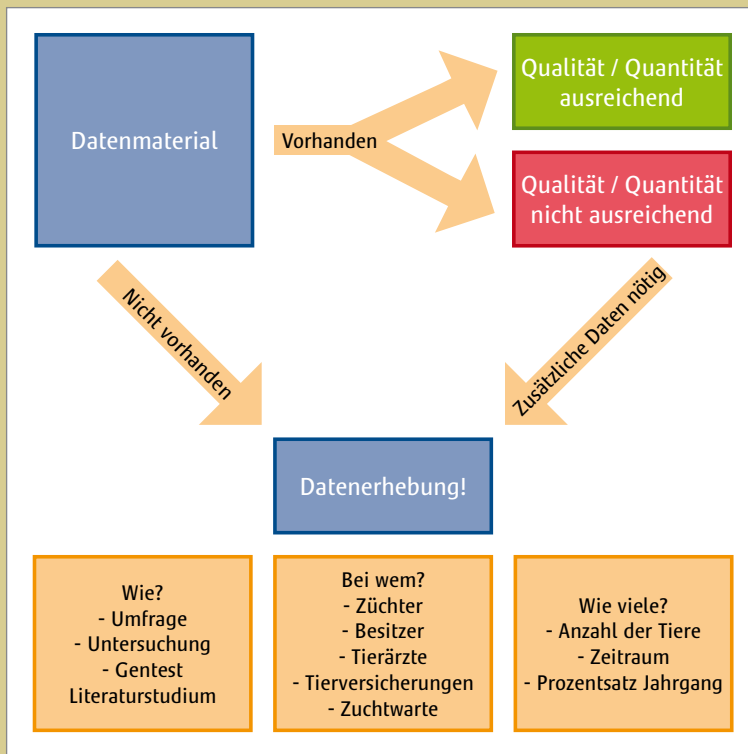 Datenmaterial
Vorhanden
Qualität / Quantität
ausreichend
Qualität / Quantität
nicht ausreichend
Nicht vorhanden
Zusätzliche Daten nötig
Datenerhebung!
Wie?
- Umfrage
- Untersuchung
- Gentest
Literaturstudium
Bei wem?
- Züchter
- Besitzer
- Tierärzte
- Tierversicherungen
- Zuchtwarte
Wie viele?
- Anzahl der Tiere
- Zeitraum
- Prozentsatz Jahrgang